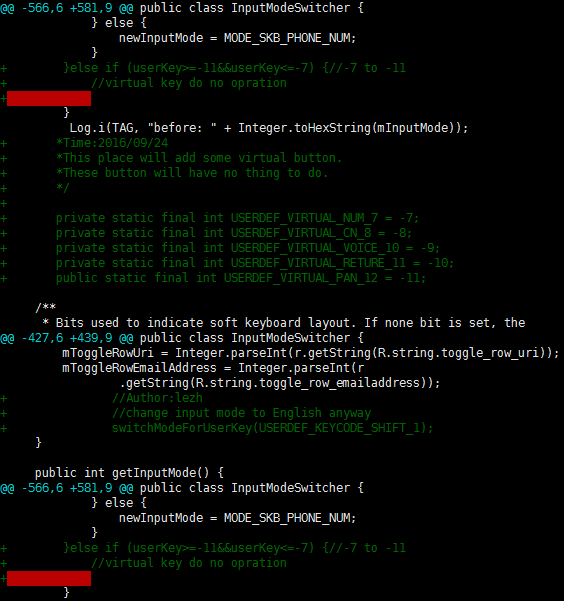 @@ -566,6 +581,9 @@ public class InputModeSwitcher {
            } else {
                newInputMode = MODE_SKB_PHONE_NUM;
            }
+        }else if (userKey>=-11&&userKey<=-7) {//-7 to -11
+            //virtual key do no opration
+
        }
         Log.i(TAG, "before: " + Integer.toHexString(mInputMode));
+       *Time:2016/09/24
+       *This place will add some virtual button.
+       *These button will have no thing to do.
+       */
+
+       private static final int USERDEF_VIRTUAL_NUM_7 = -7;
+       private static final int USERDEF_VIRTUAL_CN_8 = -8;
+       private static final int USERDEF_VIRTUAL_VOICE_10 = -9;
+       private static final int USERDEF_VIRTUAL_RETURE_11 = -10;
+       public static final int USERDEF_VIRTUAL_PAN_12 = -11;
    /**
     * Bits used to indicate soft keyboard layout. If none bit is set, the
@@ -427,6 +439,9 @@ public class InputModeSwitcher {
        mToggleRowUri = Integer.parseInt(r.getString(R.string.toggle_row_uri));
        mToggleRowEmailAddress = Integer.parseInt(r
                .getString(R.string.toggle_row_emailaddress));
+               //Author:lezh
+               //change input mode to English anyway
+               switchModeForUserKey(USERDEF_KEYCODE_SHIFT_1);
    }
    public int getInputMode() {
@@ -566,6 +581,9 @@ public class InputModeSwitcher {
            } else {
                newInputMode = MODE_SKB_PHONE_NUM;
            }
+        }else if (userKey>=-11&&userKey<=-7) {//-7 to -11
+            //virtual key do no opration
+
        }